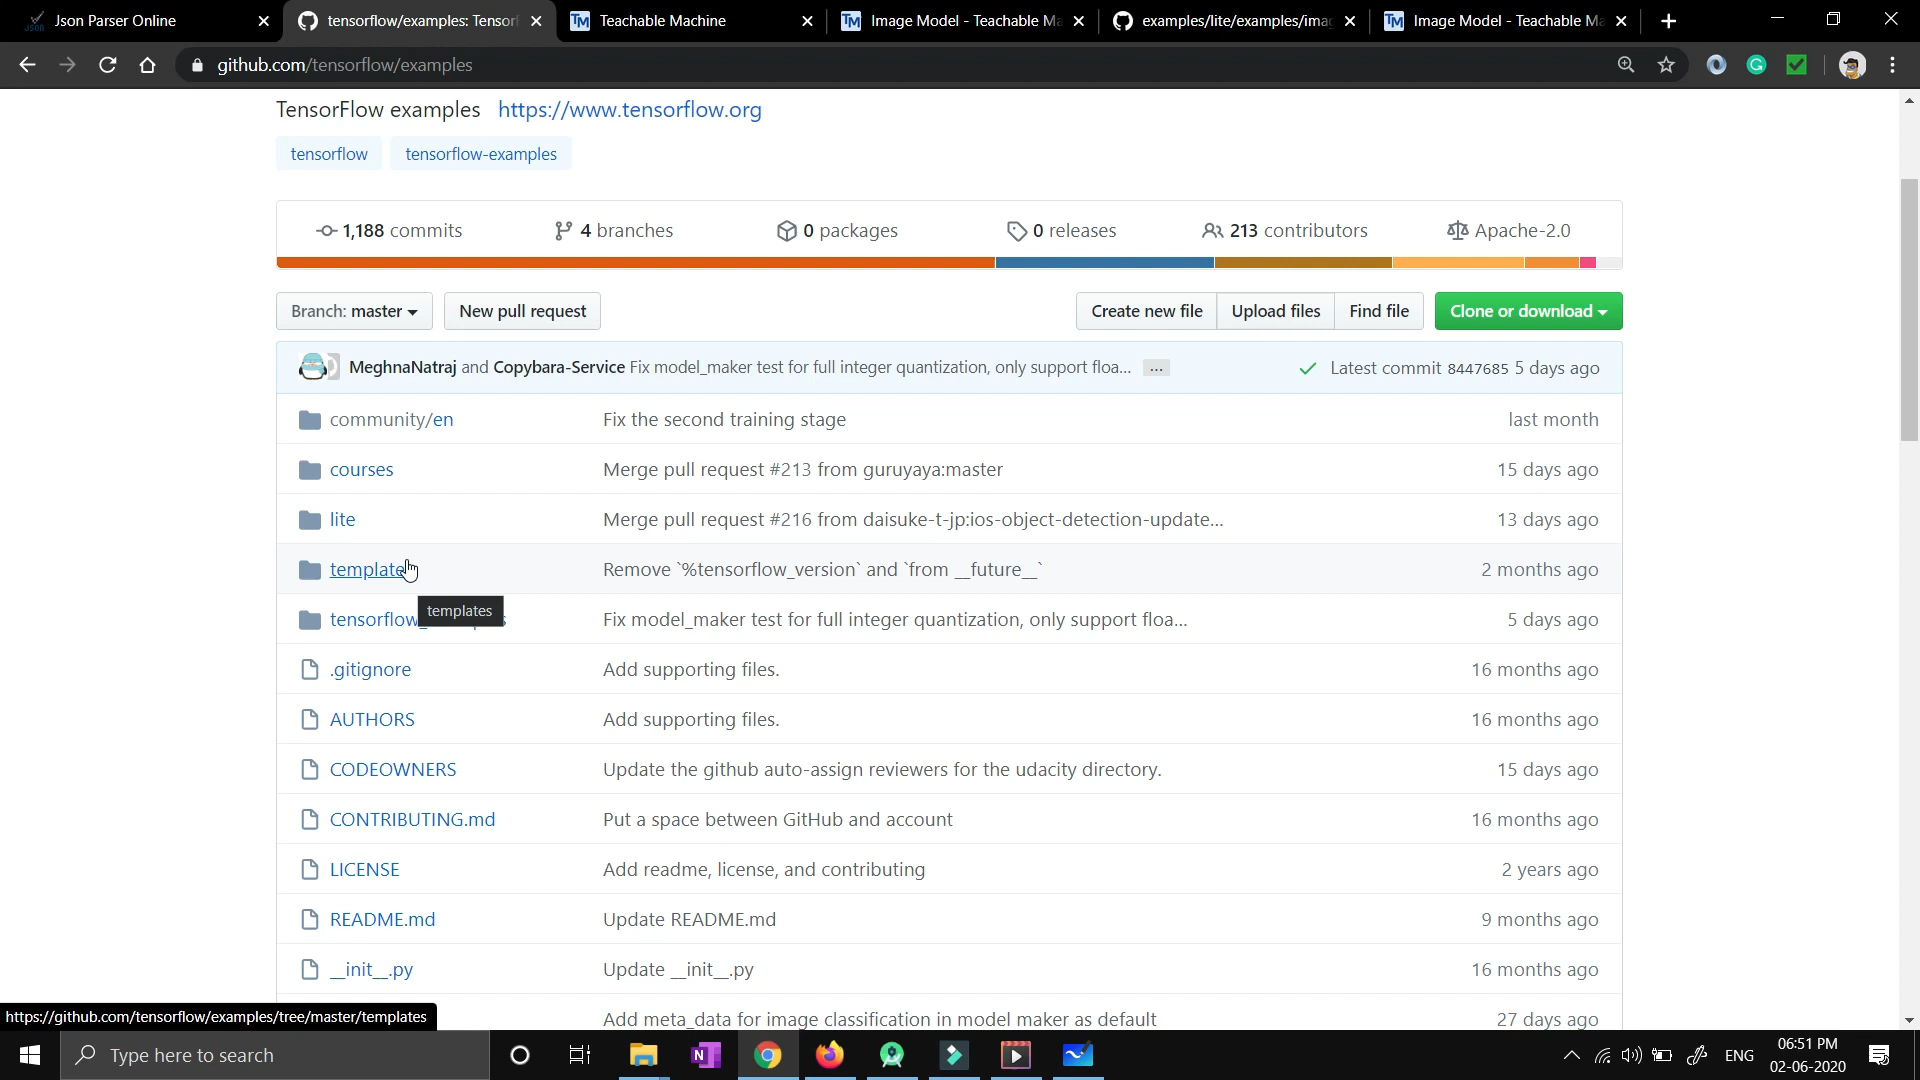 Json Parser Online
tensorflow/examples: Tensorf
Teachable Machine
Image Model - Teachable Ma
examples/lite/examples/imag
Image Model - Teachable Ma
github.com/tensorflow/examples
TensorFlow examples https://www.tensorflow.org
tensorflow tensorflow-examples
1,188 commits 4 branches 0 packages 0 releases 213 contributors Apache-2.0
Branch: master New pull request Create new file Upload files Find file Clone or download
MeghnaNatraj and Copybara-Service Fix model_maker test for full integer quantization, only support floa... ... Latest commit 8447685 5 days ago
community/en Fix the second training stage last month
courses Merge pull request #213 from guruyaya:master 15 days ago
lite Merge pull request #216 from daisuke-t-jp:ios-object-detection-update... 13 days ago
template Remove `%tensorflow_version` and `from __future__` 2 months ago
templates
tensorflow Fix model_maker test for full integer quantization, only support floa... 5 days ago
.gitignore Add supporting files. 16 months ago
AUTHORS Add supporting files. 16 months ago
CODEOWNERS Update the github auto-assign reviewers for the udacity directory. 15 days ago
CONTRIBUTING.md Put a space between GitHub and account 16 months ago
LICENSE Add readme, license, and contributing 2 years ago
README.md Update README.md 9 months ago
__init__.py Update __init__.py 16 months ago
Add meta_data for image classification in model maker as default 27 days ago
https://github.com/tensorflow/examples/tree/master/templates
Type here to search
ENG
06:51 PM
02-06-2020